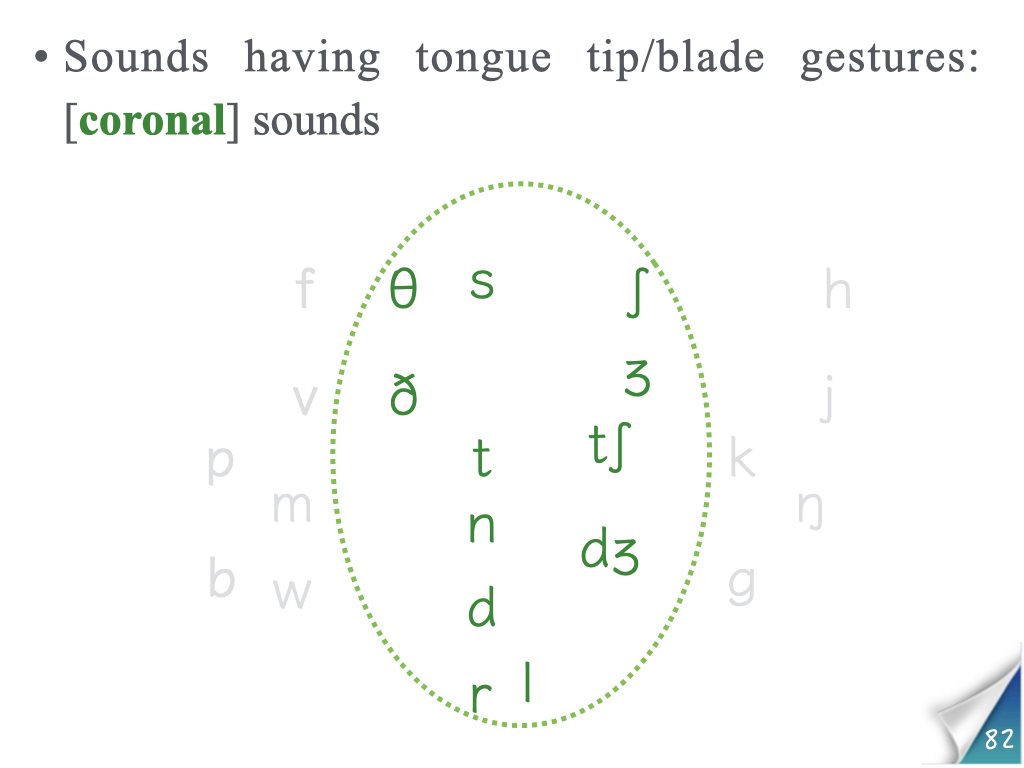 • Sounds having tongue tip/blade gestures:
[coronal] sounds
f θ s ʃ h
v ð ʒ j
p t tʃ k
m n ŋ
b w d dʒ g
r l
82